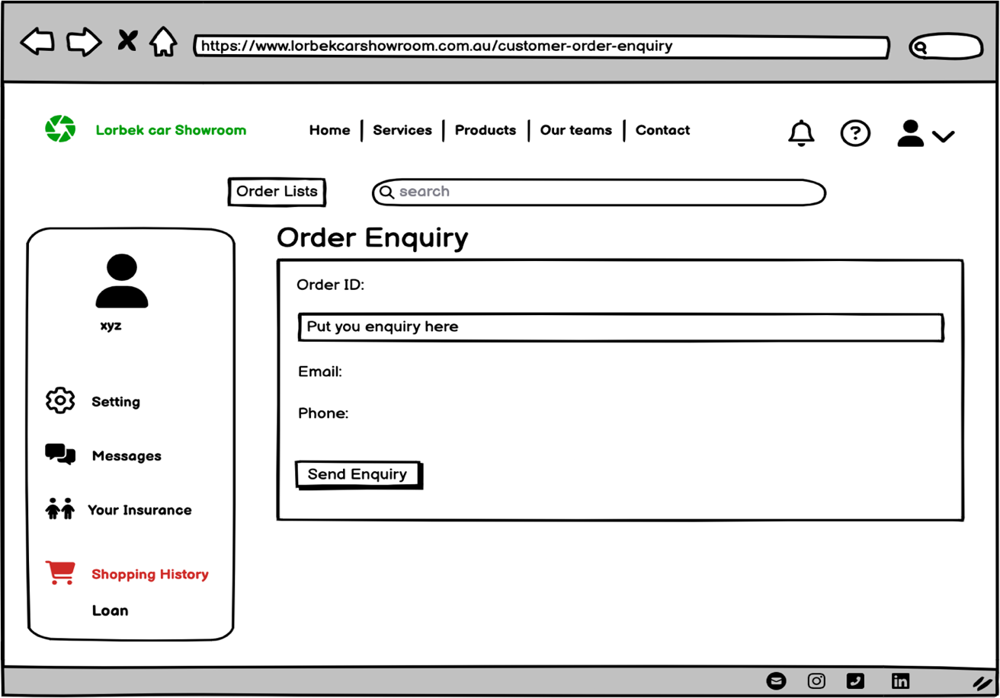 https://www.lorbekcarshowroom.com.au/customer-order-enquiry
Lorbek car Showroom
Home
Services
Products
Our teams
Contact
Order Lists
search
xyz
Setting
Messages
Your Insurance
Shopping History
Loan
Order Enquiry
Order ID:
Put you enquiry here
Email:
Phone:
Send Enquiry